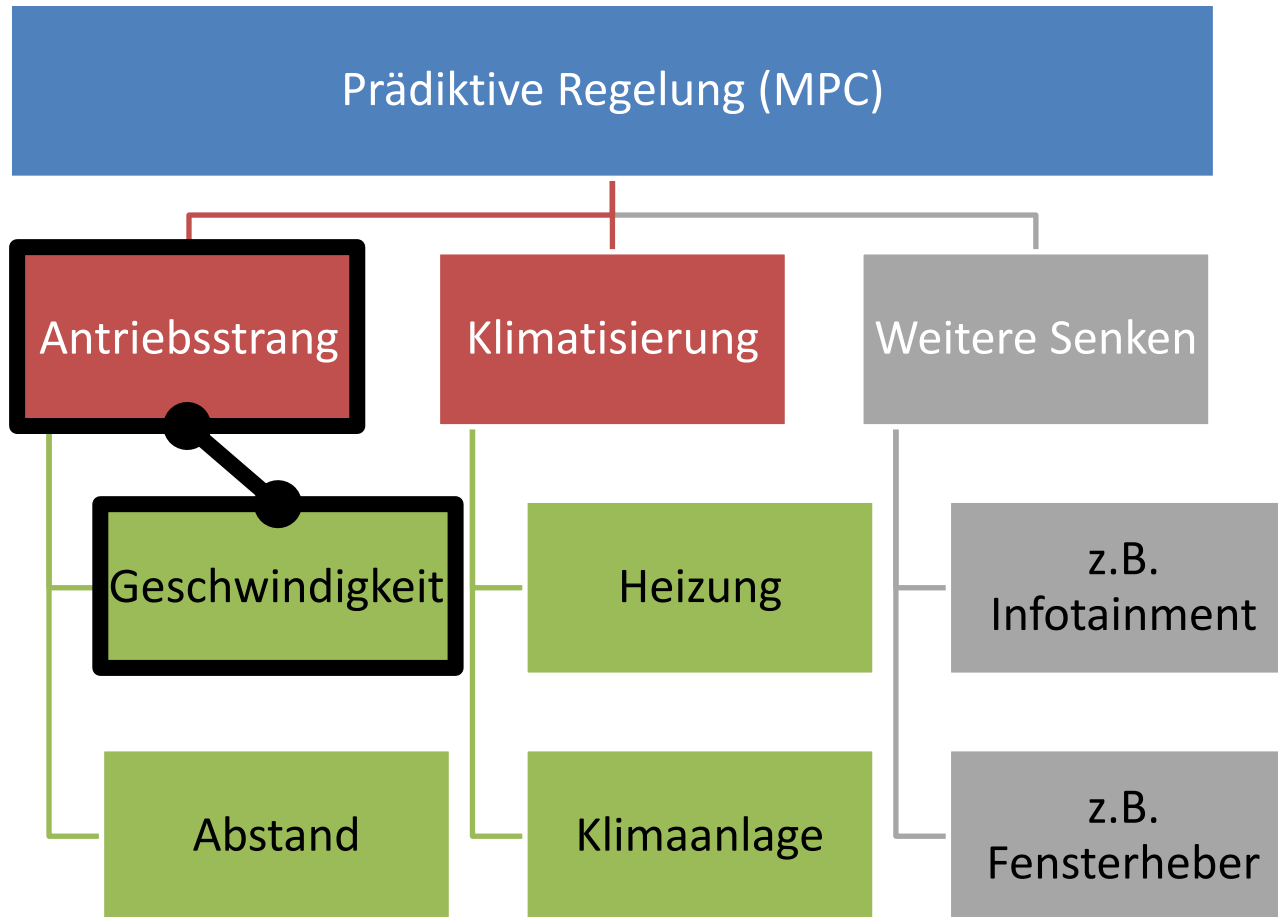 Prädiktive Regelung (MPC)
Antriebsstrang
Klimatisierung
Weitere Senken
Geschwindigkeit
Heizung
z.B.
Infotainment
Abstand
Klimaanlage
z.B.
Fensterheber